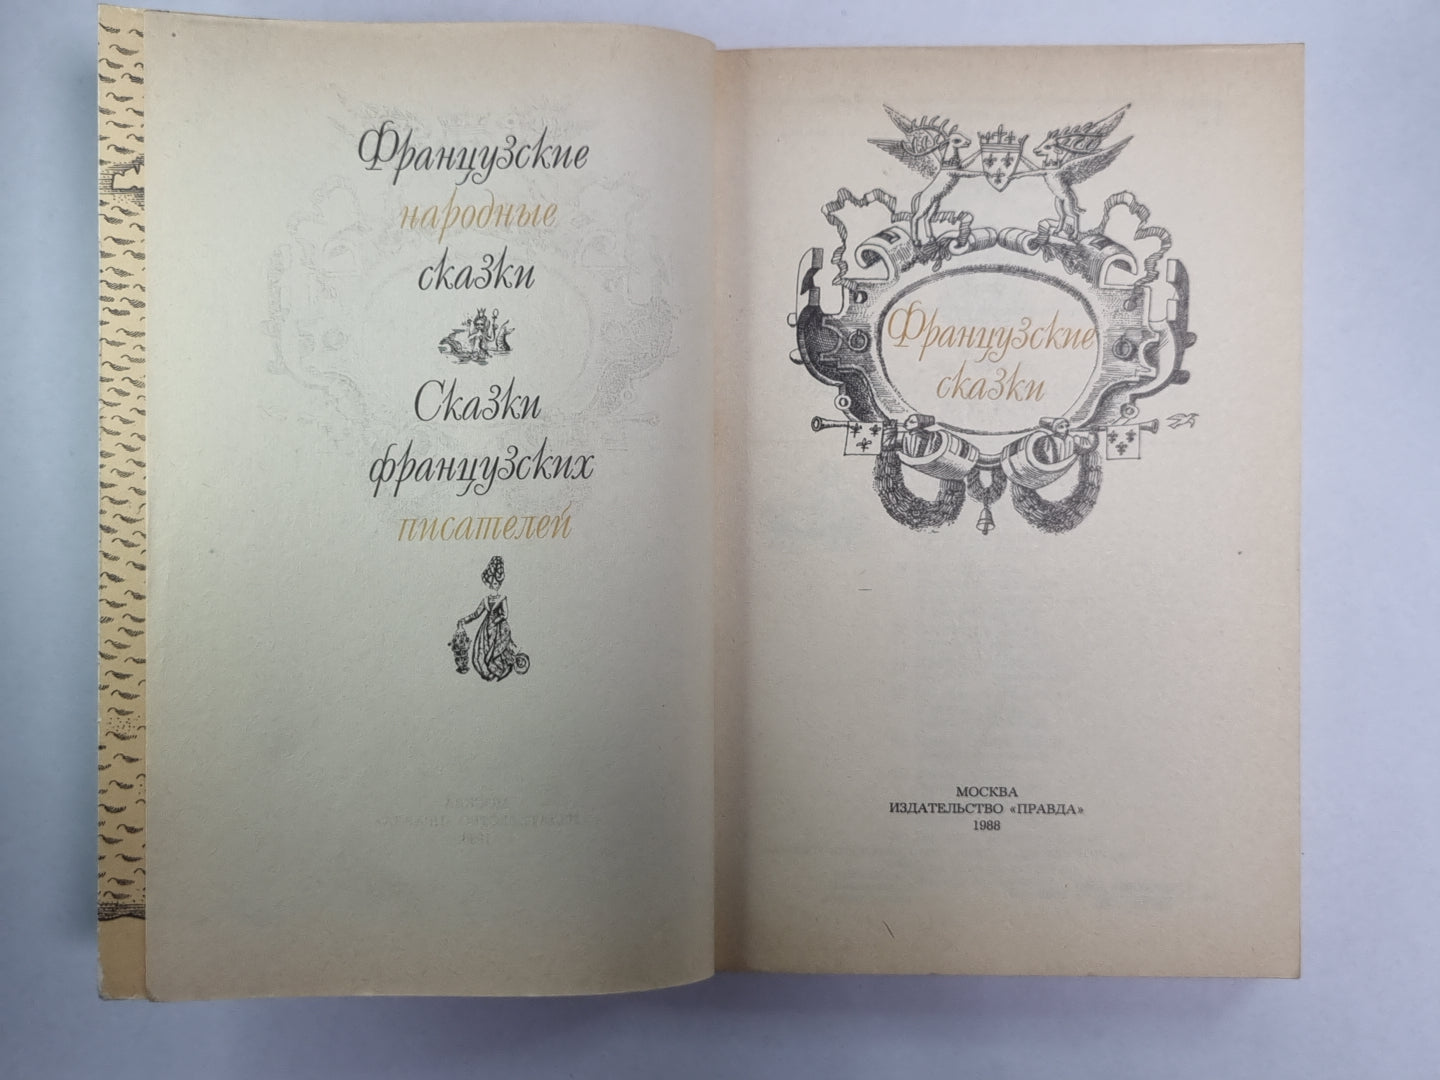 Французские
народные
сказки
Сказки
французских
писателей
Французские
сказки
МОСКВА
ИЗДАТЕЛЬСТВО «ПРАВДА»
1988